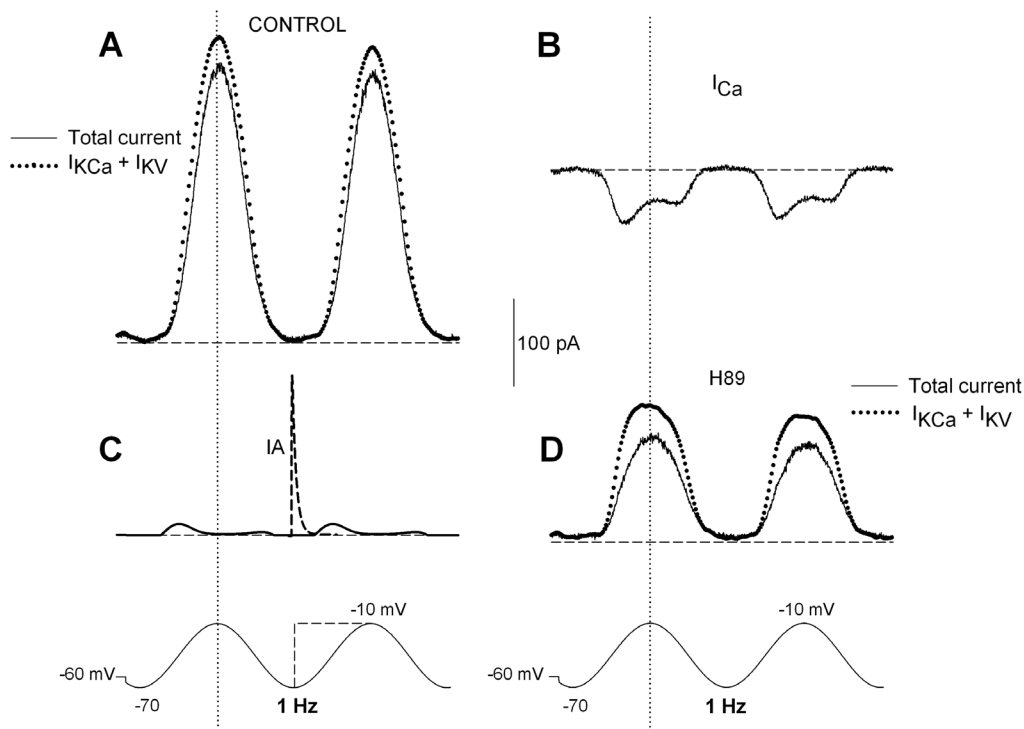 A
CONTROL
Total current
IKCa + IKV
B
ICa
100 pA
C
IA
H89
Total current
IKCa + IKV
D
-10 mV
-60 mV
-70
1 Hz
-10 mV
-60 mV
-70
1 Hz